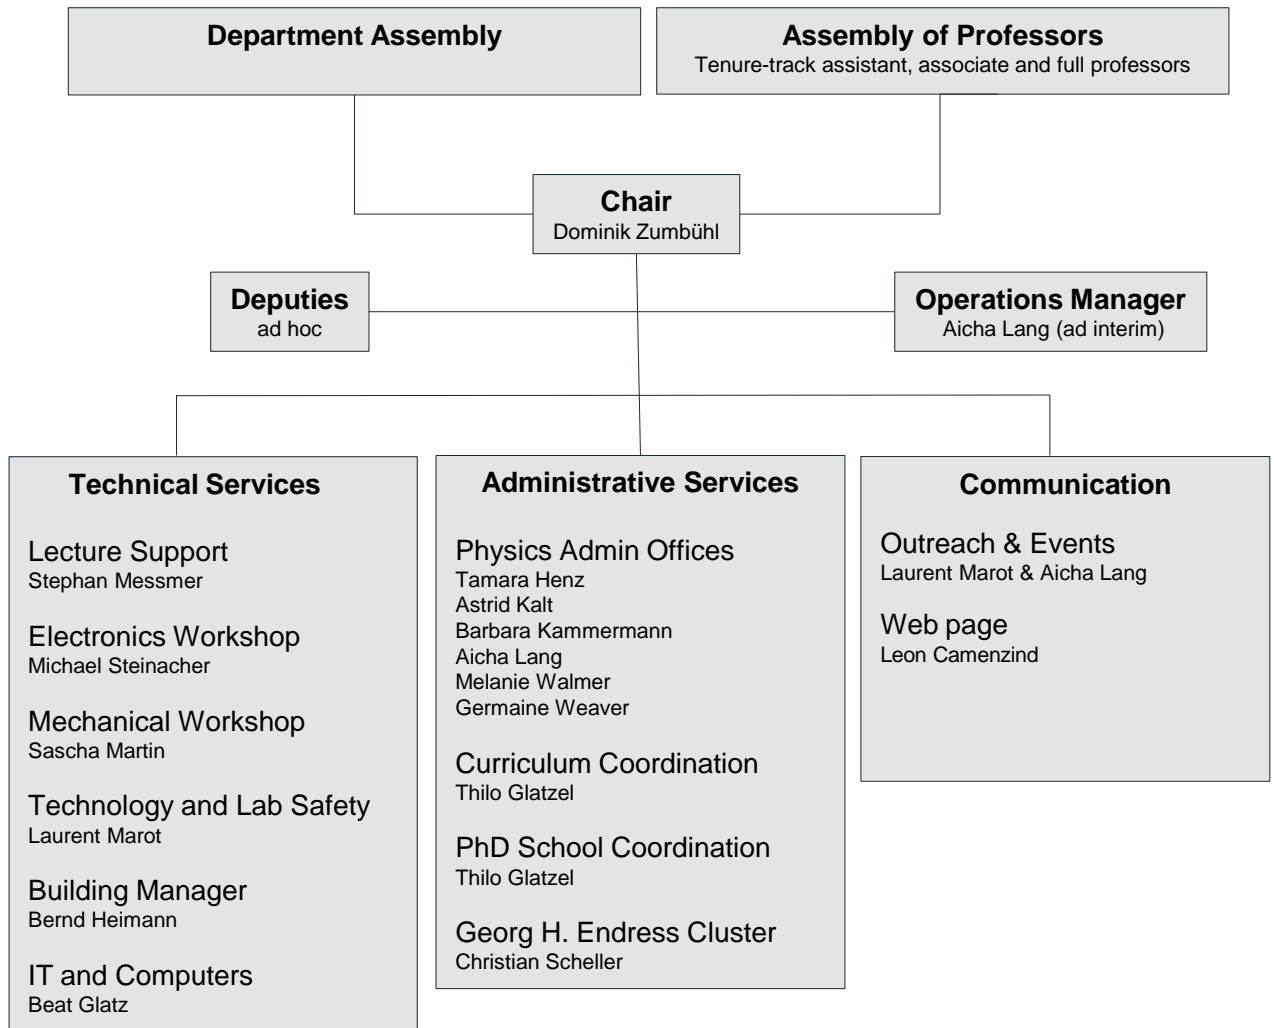 Department Assembly
Assembly of Professors
Tenure-track assistant, associate and full professors
Chair
Dominik Zumbühl
Deputies
ad hoc
Operations Manager
Aicha Lang (ad interim)
Technical Services
Lecture Support
Stephan Messmer
Electronics Workshop
Michael Steinacher
Mechanical Workshop
Sascha Martin
Technology and Lab Safety
Laurent Marot
Building Manager
Bernd Heimann
IT and Computers
Beat Glatz
Administrative Services
Physics Admin Offices
Tamara Henz
Astrid Kalt
Barbara Kammermann
Aicha Lang
Melanie Walmer
Germaine Weaver
Curriculum Coordination
Thilo Glatzel
PhD School Coordination
Thilo Glatzel
Georg H. Endress Cluster
Christian Scheller
Communication
Outreach & Events
Laurent Marot & Aicha Lang
Web page
Leon Camenzind